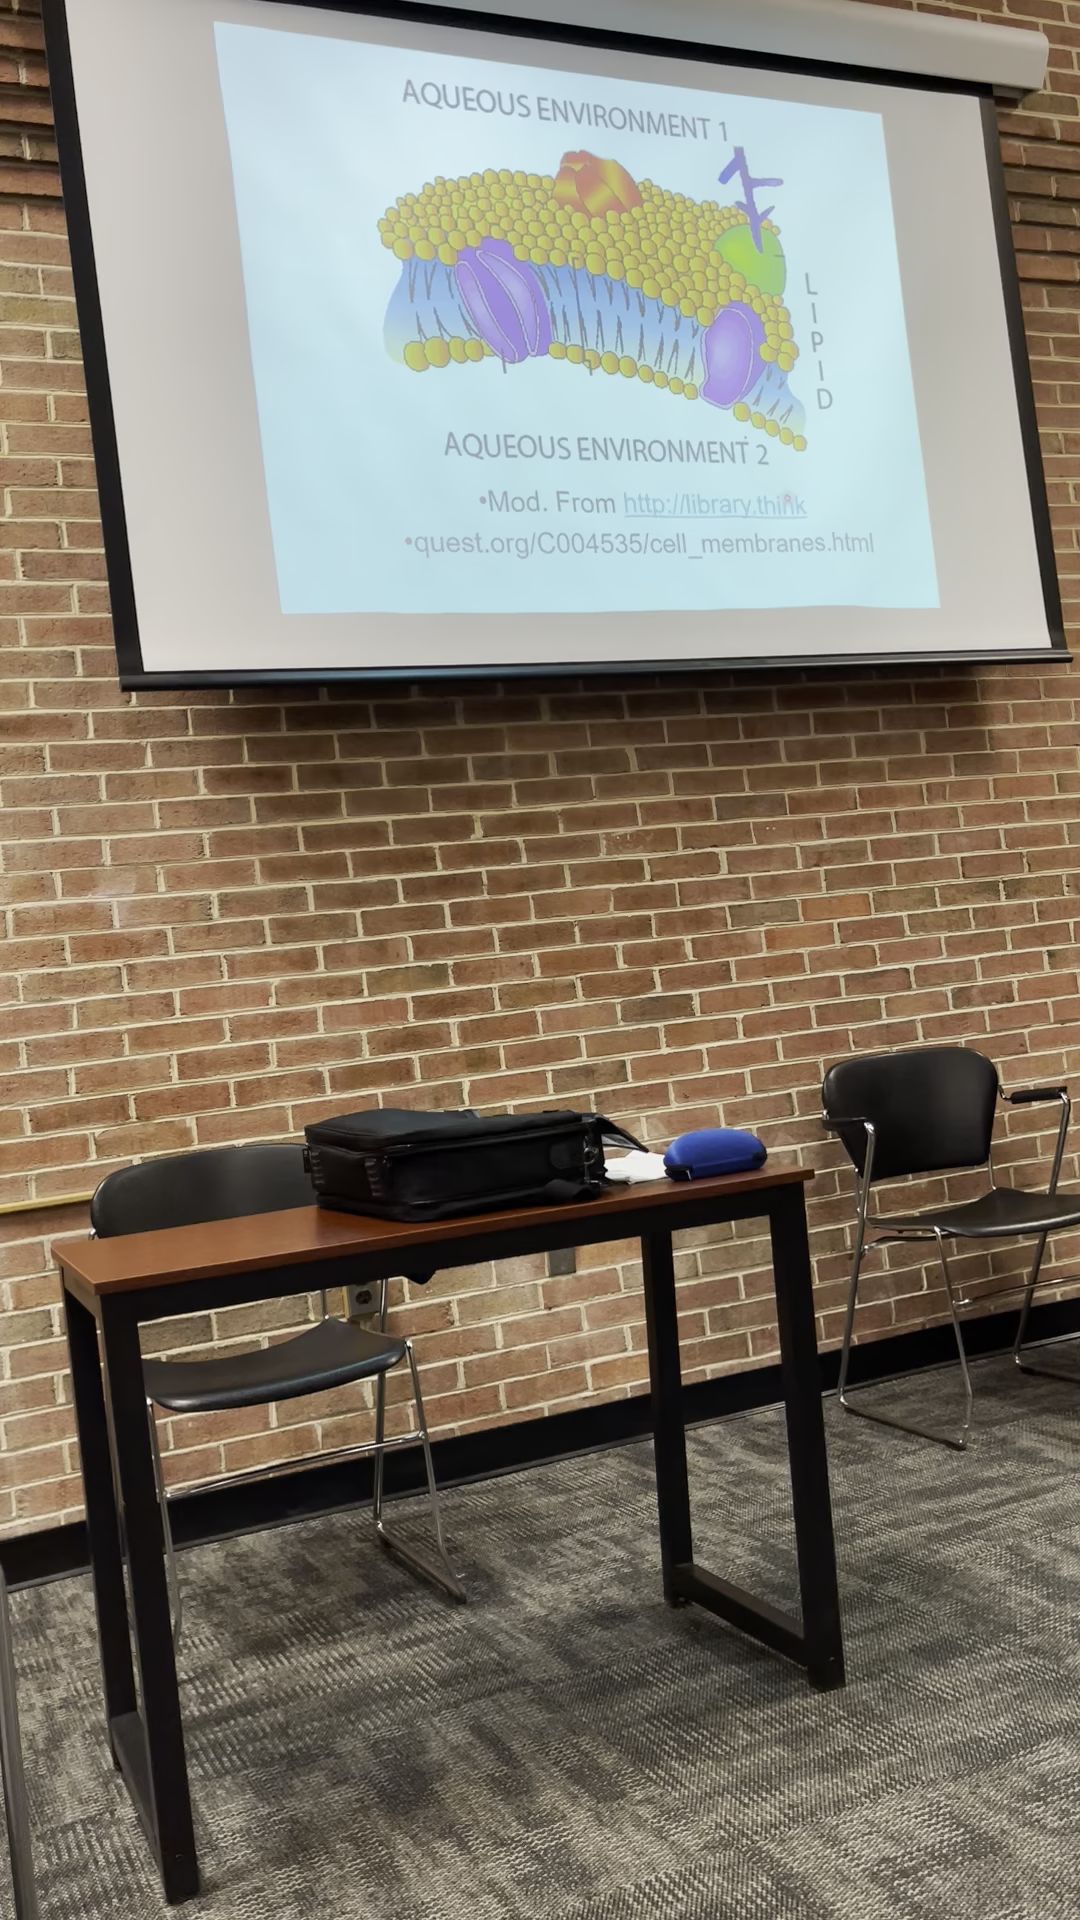 AQUEOUS ENVIRONMENT 1
LIPID
AQUEOUS ENVIRONMENT 2
•Mod. From http://library.think
•quest.org/C004535/cell_membranes.html